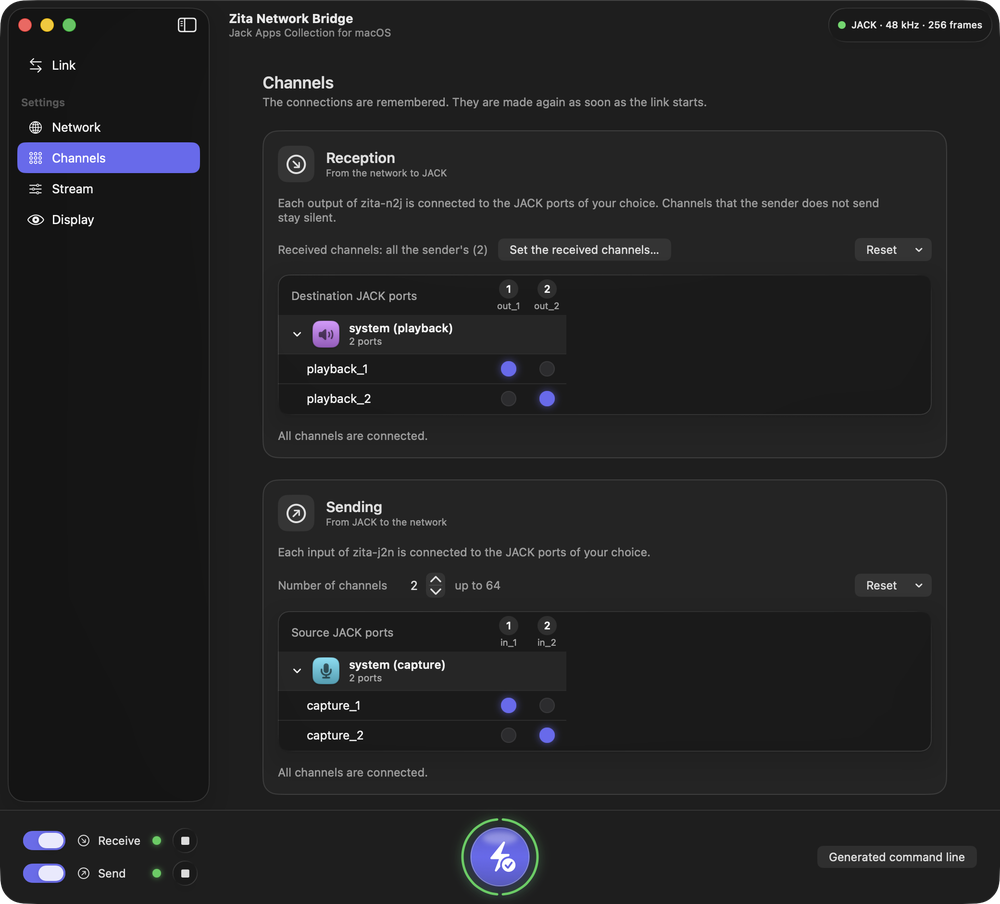 Zita Network Bridge
Jack Apps Collection for macOS
JACK · 48 kHz · 256 frames
Link
Settings
Network
Channels
Stream
Display
Channels
The connections are remembered. They are made again as soon as the link starts.
Reception
From the network to JACK
Each output of zita-n2j is connected to the JACK ports of your choice. Channels that the sender does not send
stay silent.
Received channels: all the sender's (2)
Set the received channels...
Reset
Destination JACK ports
1
2
out_1
out_2
system (playback)
2 ports
playback_1
playback_2
All channels are connected.
Sending
From JACK to the network
Each input of zita-j2n is connected to the JACK ports of your choice.
Number of channels
2
up to 64
Reset
Source JACK ports
1
2
in_1
in_2
system (capture)
2 ports
capture_1
capture_2
All channels are connected.
Receive
Send
Generated command line